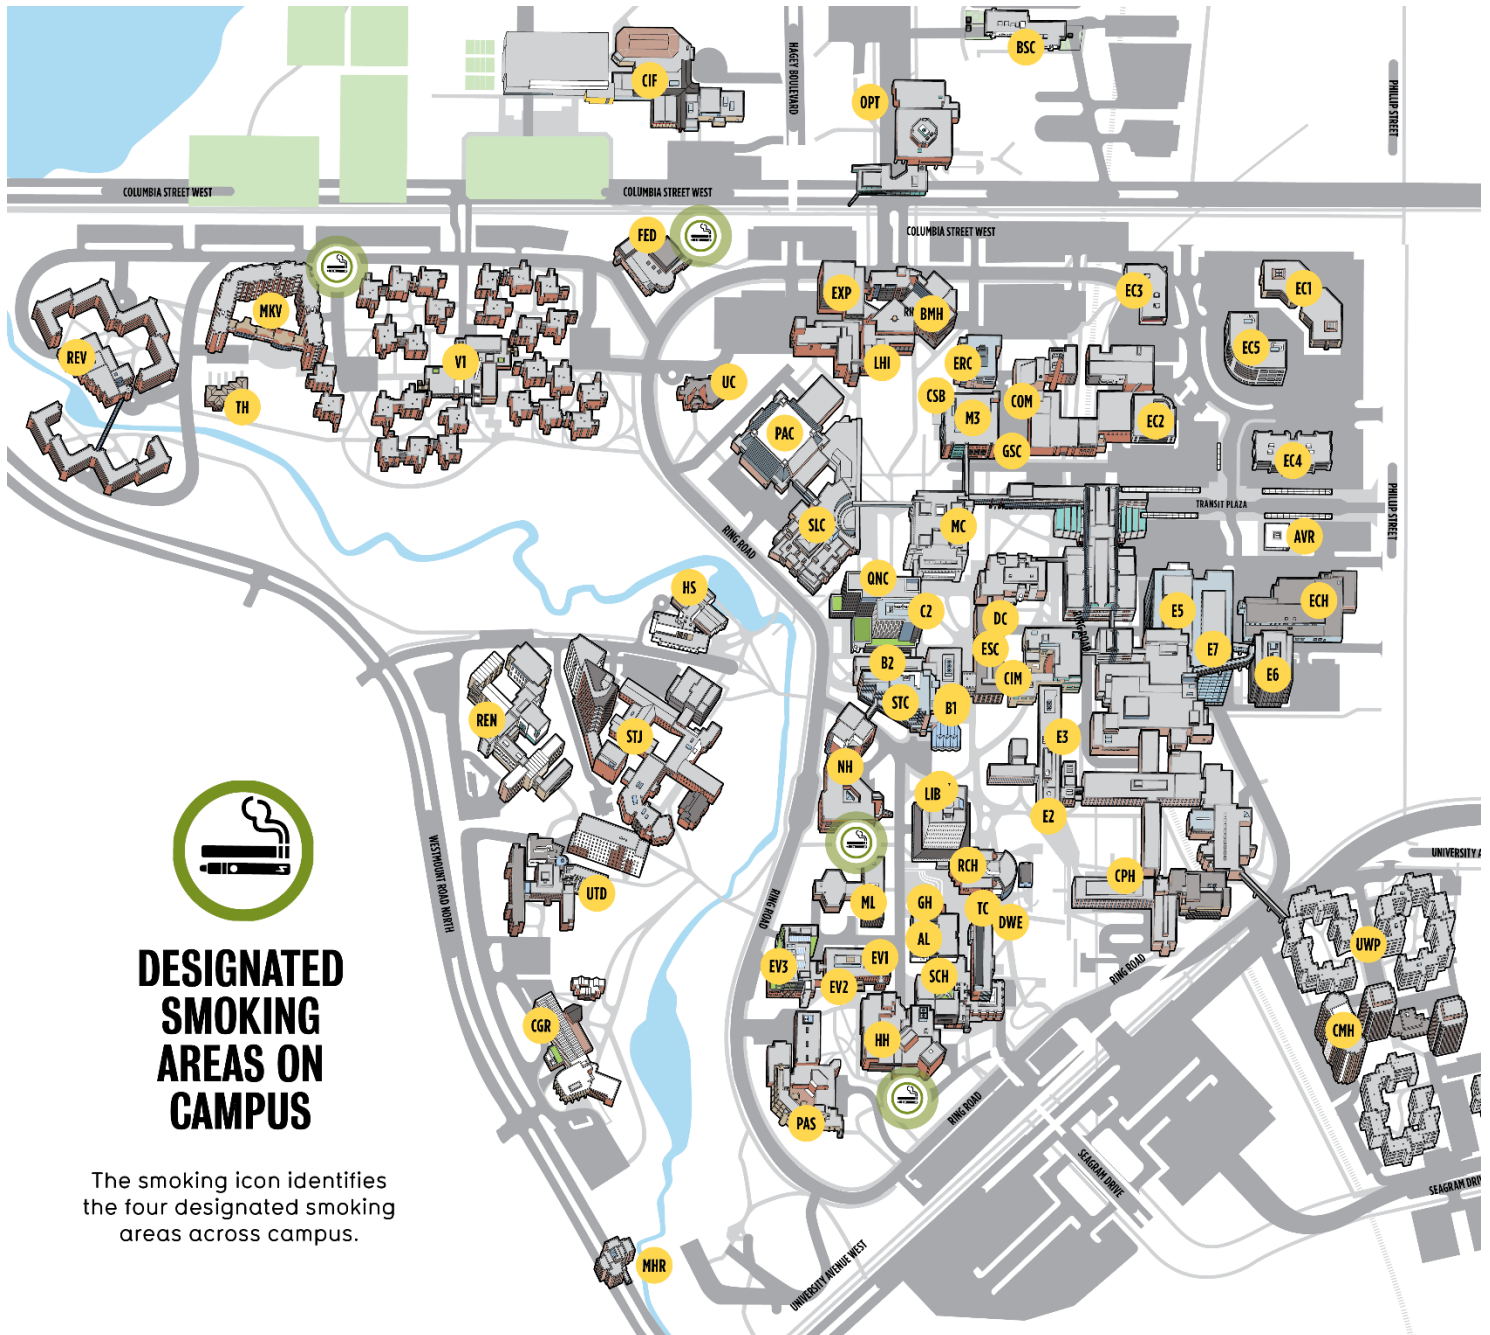 BSC
CIF
HAGEY BOULEVARD
OPT
PHILLIP STREET
COLUMBIA STREET WEST
COLUMBIA STREET WEST
FED
COLUMBIA STREET WEST
EXP
BMH
EC3
EC1
MKV
REV
V1
LHI
ERC
EC5
UC
TH
CSB
M3
COM
EC2
PAC
GSC
EC4
TRANSIT PLAZA
PHILLIP STREET
SLC
MC
AVR
RING ROAD
QNC
HS
C2
DC
E5
ECH
RING ROAD
ESC
E7
B2
CIM
E6
STC
B1
REN
STJ
E3
NH
LIB
E2
WESTMOUNT ROAD NORTH
UNIVERSITY A
RCH
CPH
UTD
RING ROAD
ML
GH
TC
DWE
AL
UWP
EV3
EV1
SCH
RING ROAD
EV2
DESIGNATED
SMOKING
AREAS ON
CAMPUS
CGR
HH
CMH
PAS
RING ROAD
SEAGRAM DRIVE
SEAGRAM DRI
The smoking icon identifies
the four designated smoking
areas across campus.
MHR
UNIVERSITY AVENUE WEST